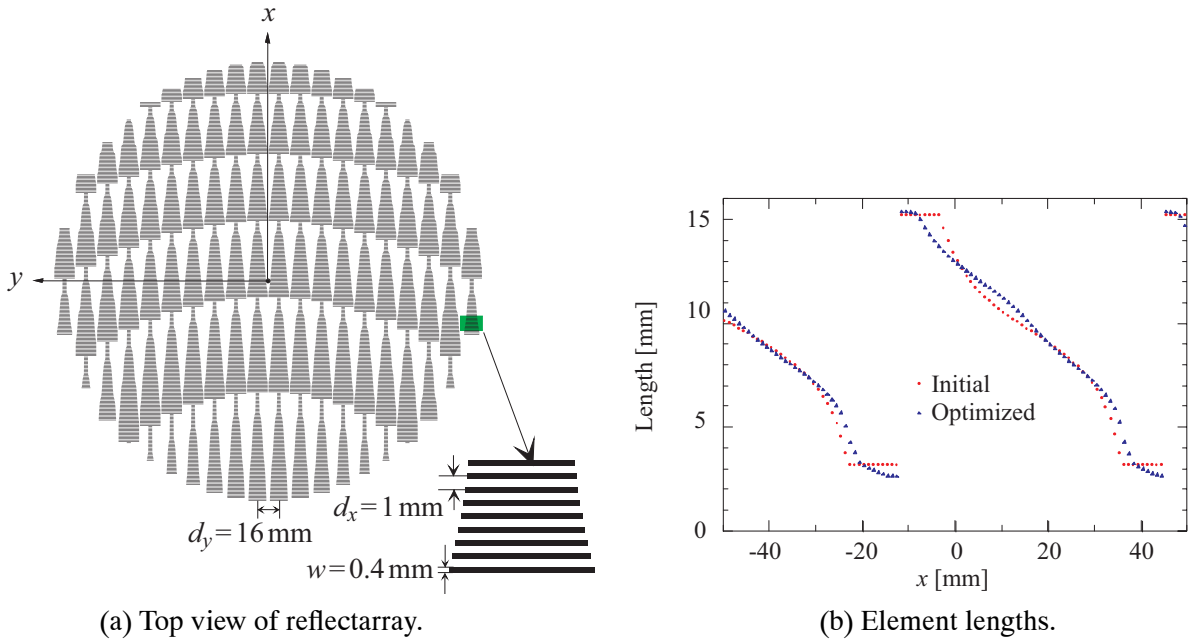 x
y
d_y = 16 mm
d_x = 1 mm
w = 0.4 mm
(a) Top view of reflectarray.
Length [mm]
15
10
5
0
Initial
Optimized
-40
-20
0
20
40
x [mm]
(b) Element lengths.